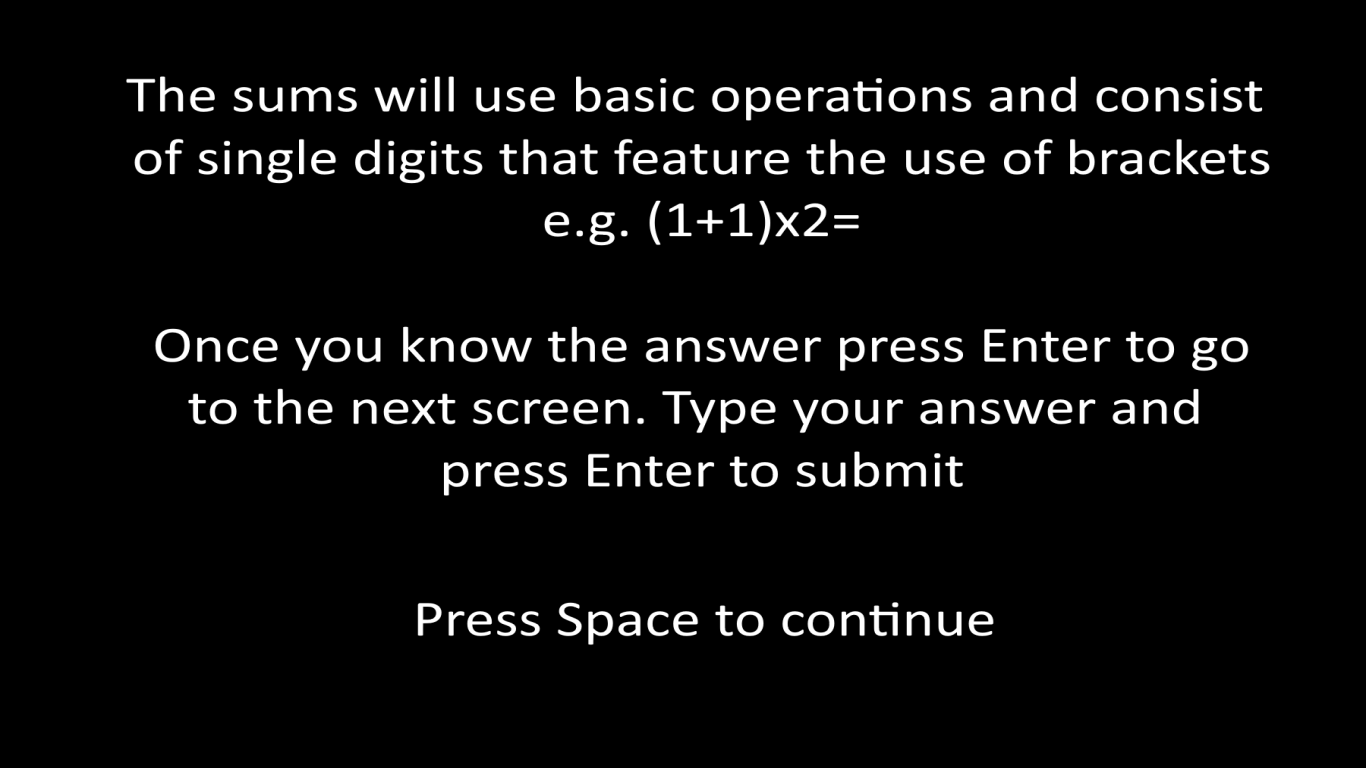 The sums will use basic operations and consist
of single digits that feature the use of brackets
e.g. (1+1)x2=
Once you know the answer press Enter to go
to the next screen. Type your answer and
press Enter to submit
Press Space to continue